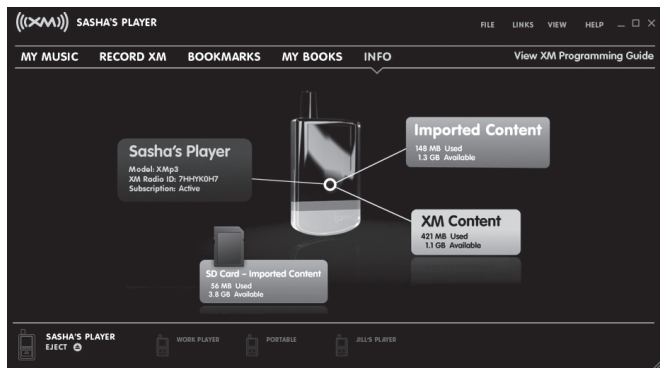 ((XM)) SASHA'S PLAYER
FILE LINKS VIEW HELP
MY MUSIC RECORD XM BOOKMARKS MY BOOKS INFO View XM Programming Guide
Imported Content
148 MB Used
1.3 GB Available
Sasha's Player
Model: XMp3
XM Radio ID: 7HHYK0H7
Subscription: Active
XM Content
421 MB Used
1.1 GB Available
SD Card – Imported Content
56 MB Used
3.8 GB Available
SASHA'S PLAYER
EJECT
WORK PLAYER
PORTABLE
JILL'S PLAYER